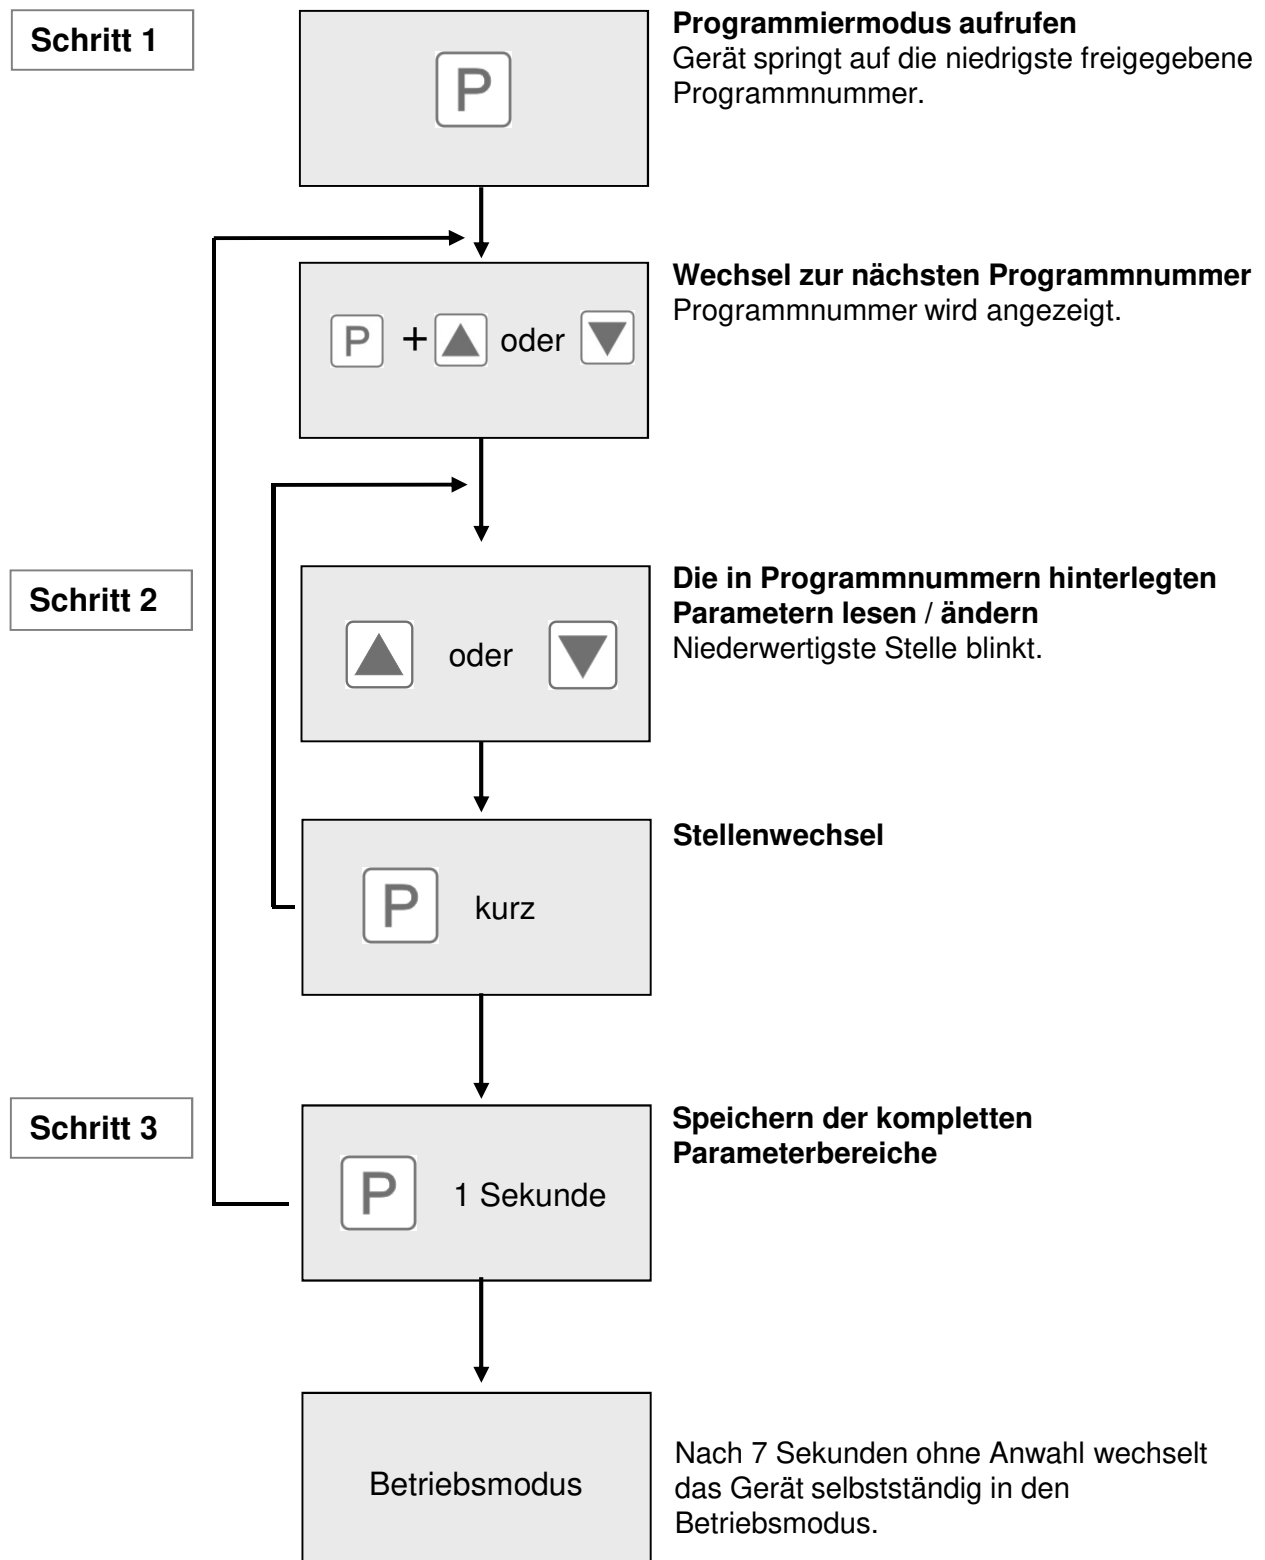 Schritt 1
P
Programmiermodus aufrufen
Gerät springt auf die niedrigste freigegebene
Programmnummer.
P + oder
Wechsel zur nächsten Programmnummer
Programmnummer wird angezeigt.
Schritt 2
oder
Die in Programmnummern hinterlegten
Parametern lesen / ändern
Niederwertigste Stelle blinkt.
P kurz
Stellenwechsel
Schritt 3
P 1 Sekunde
Speichern der kompletten
Parameterbereiche
Betriebsmodus
Nach 7 Sekunden ohne Anwahl wechselt
das Gerät selbstständig in den
Betriebsmodus.